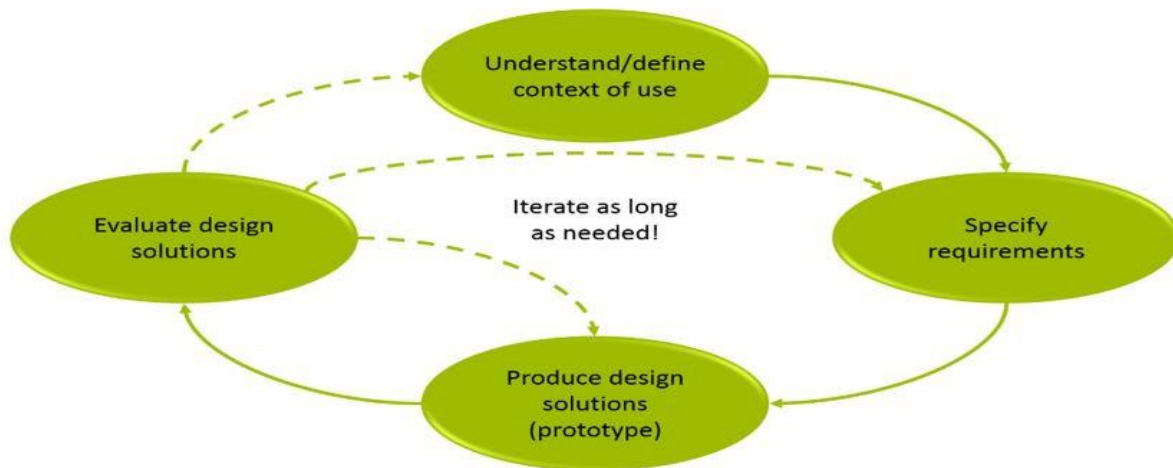 Understand/define
context of use
Iterate as long
as needed!
Evaluate design
solutions
Specify
requirements
Produce design
solutions
(prototype)